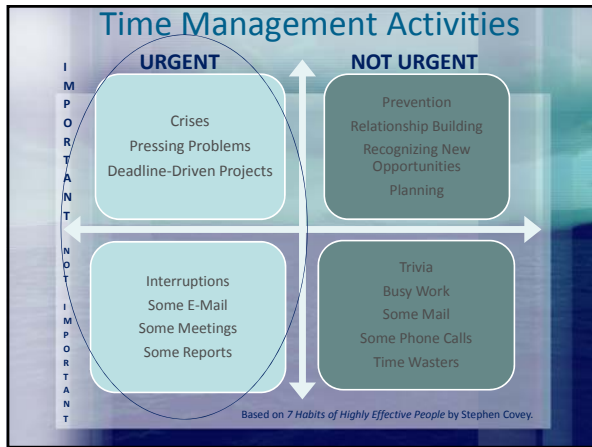 Time Management Activities
URGENT
NOT URGENT
IMPORTANT
Crises
Pressing Problems
Deadline-Driven Projects
Prevention
Relationship Building
Recognizing New
Opportunities
Planning
NOT IMPORTANT
Interruptions
Some E-Mail
Some Meetings
Some Reports
Trivia
Busy Work
Some Mail
Some Phone Calls
Time Wasters
Based on 7 Habits of Highly Effective People by Stephen Covey.